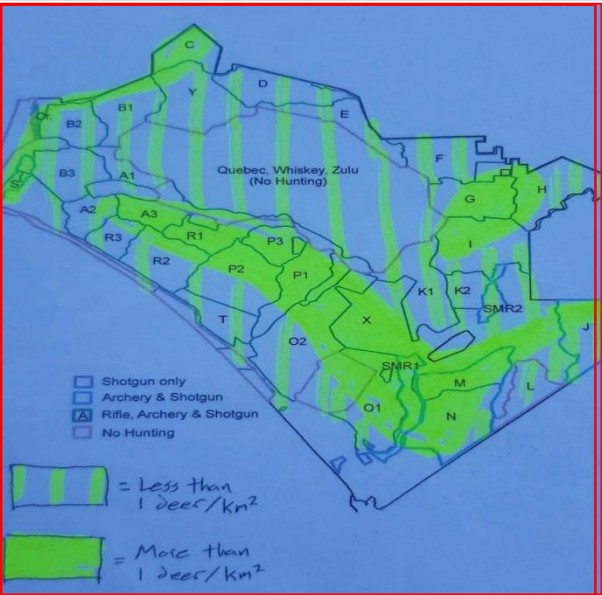 C
Y
D
E
Cr.
B2
B1
F
B3
A1
Quebec, Whiskey, Zulu
(No Hunting)
G
H
A2
A3
R3
R1
R2
P3
I
P2
P1
K1
K2
SMR2
T
O2
X
J
SMR1
M
L
O1
N
Shotgun only
Archery & Shotgun
A Rifle, Archery & Shotgun
No Hunting
= Less than
1 deer/km²
= More than
1 deer/km²